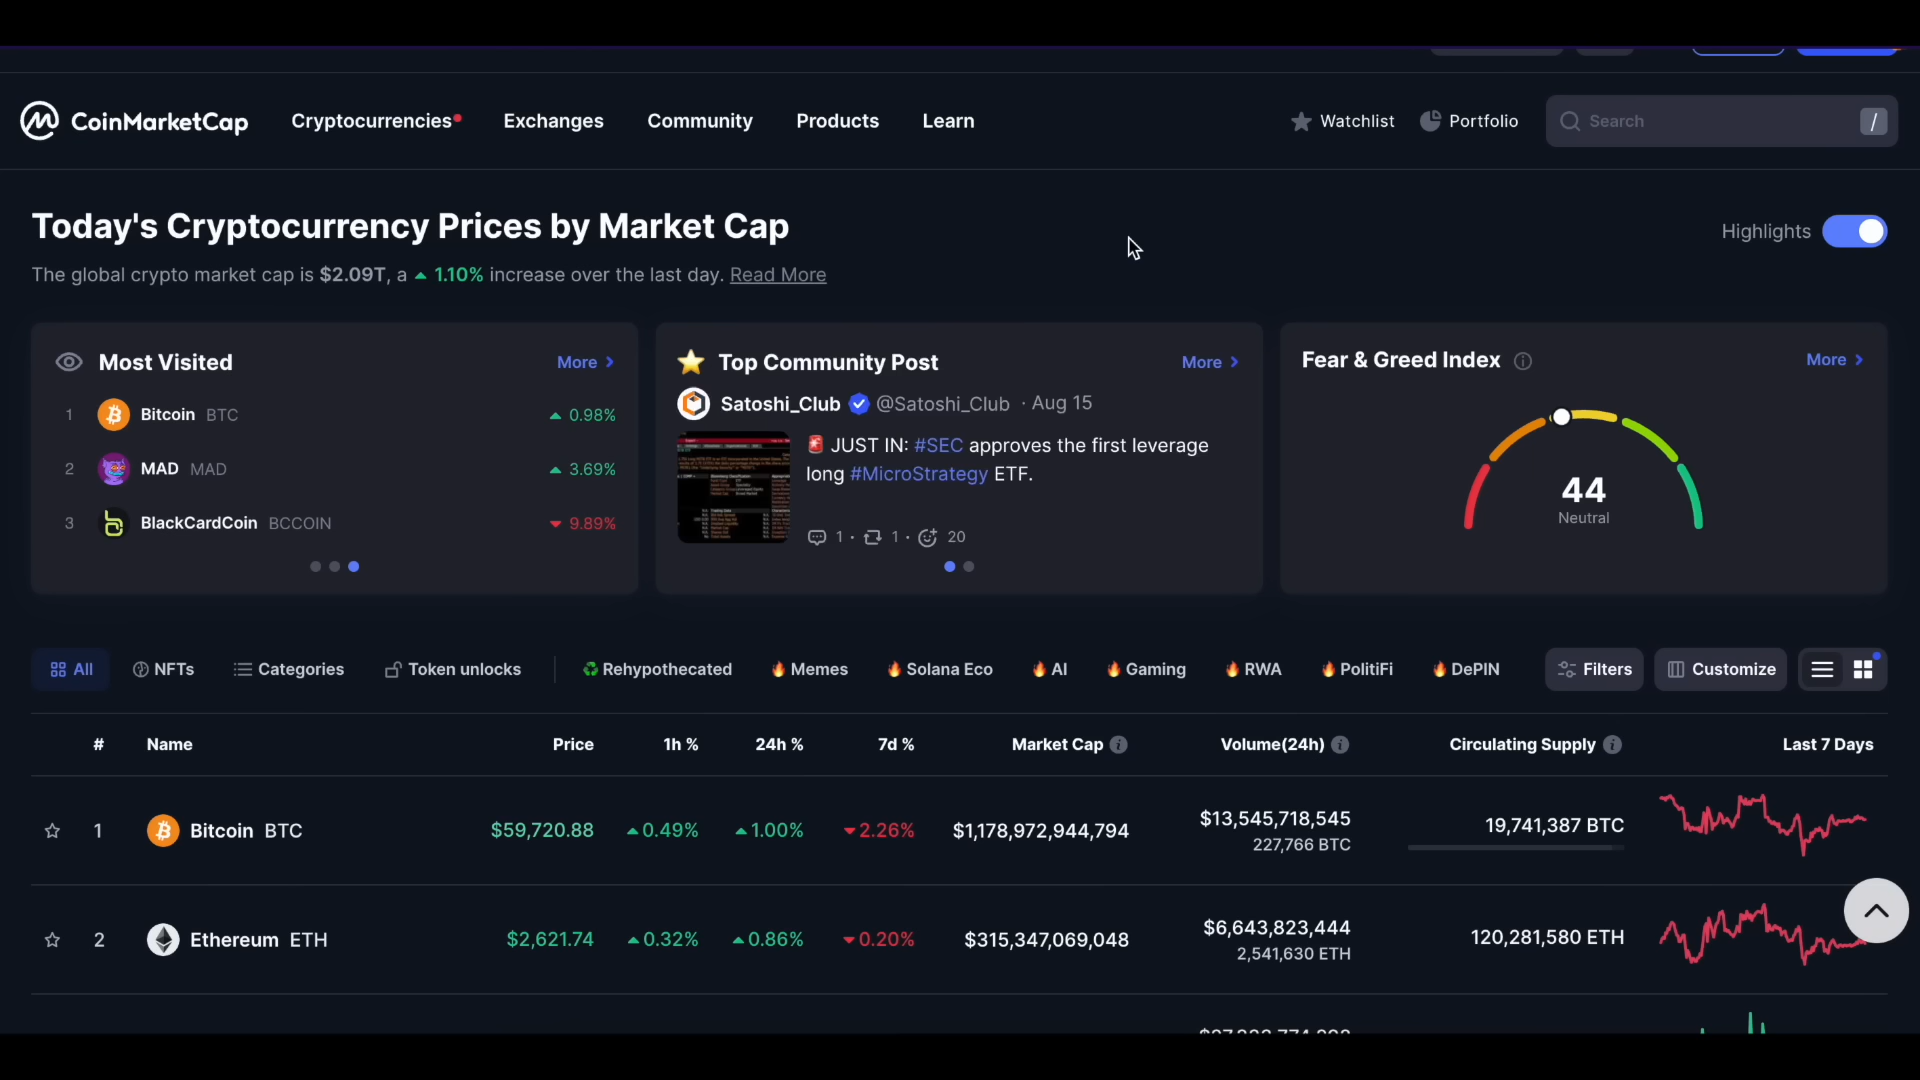 CoinMarketCap Cryptocurrencies Exchanges Community Products Learn Watchlist Portfolio Search /
Today's Cryptocurrency Prices by Market Cap
Highlights
The global crypto market cap is $2.09T, a 1.10% increase over the last day. Read More
Most Visited More
1 Bitcoin BTC 0.98%
2 MAD MAD 3.69%
3 BlackCardCoin BCCOIN 9.89%
Top Community Post More
Satoshi_Club @Satoshi_Club · Aug 15
JUST IN: #SEC approves the first leverage
long #MicroStrategy ETF.
1 · 1 · 20
Fear & Greed Index More
44
Neutral
All NFTs Categories Token unlocks Rehypothecated Memes Solana Eco AI Gaming RWA PolitiFi DePIN Filters Customize
# Name Price 1h % 24h % 7d % Market Cap Volume(24h) Circulating Supply Last 7 Days
1 Bitcoin BTC $59,720.88 0.49% 1.00% 2.26% $1,178,972,944,794 $13,545,718,545 19,741,387 BTC
227,766 BTC
2 Ethereum ETH $2,621.74 0.32% 0.86% 0.20% $315,347,069,048 $6,643,823,444 120,281,580 ETH
2,541,630 ETH